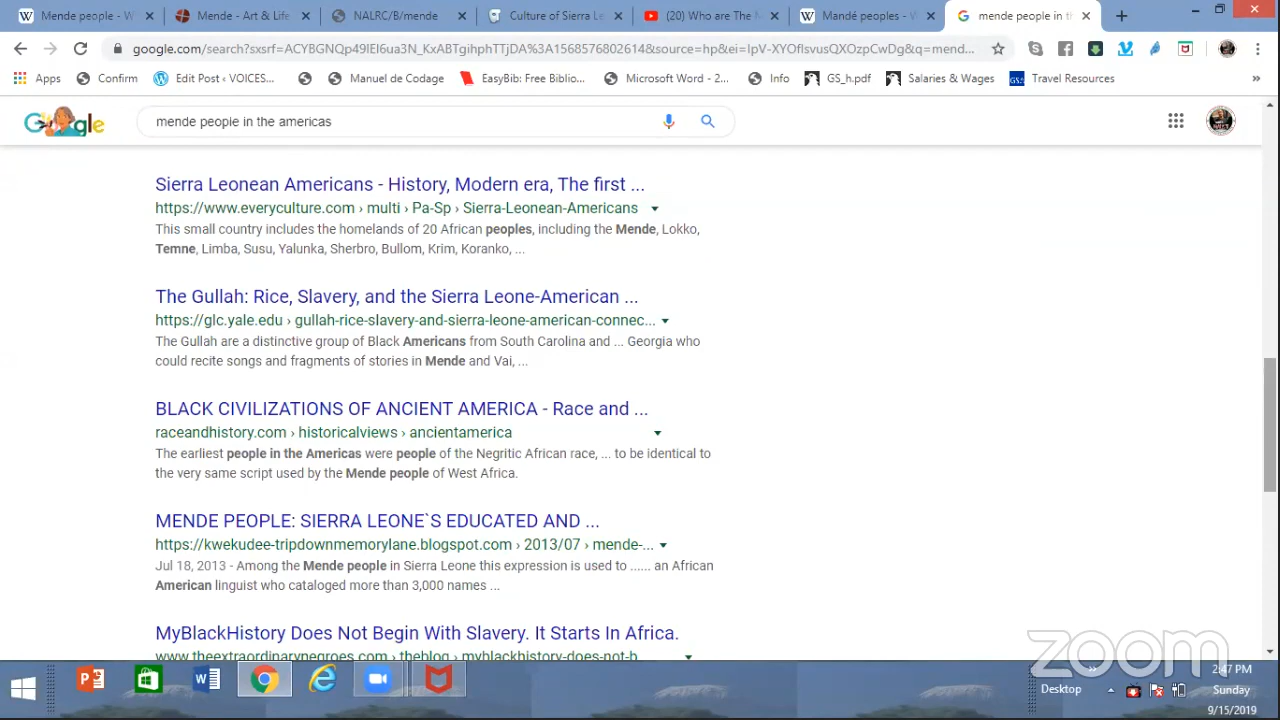 Mende people - W
Mende - Art & Life
NALRC/B/mende
Culture of Sierra Le
(20) Who are The M
Mandé peoples - W
mende people in th
google.com/search?sxsrf=ACYBGNQp49IEI6ua3N_KxABTgihphTTjDA%3A1568576802614&source=hp&ei=IpV-XYOflsvusQXOzpCwDg&q=mend...
Apps
Confirm
Edit Post ‹ VOICES...
Manuel de Codage
EasyBib: Free Biblio...
Microsoft Word - 2...
Info
GS_h.pdf
Salaries & Wages
Travel Resources
»
mende people in the americas
Sierra Leonean Americans - History, Modern era, The first ...
https://www.everyculture.com › multi › Pa-Sp › Sierra-Leonean-Americans
This small country includes the homelands of 20 African peoples, including the Mende, Lokko,
Temne, Limba, Susu, Yalunka, Sherbro, Bullom, Krim, Koranko, ...
The Gullah: Rice, Slavery, and the Sierra Leone-American ...
https://glc.yale.edu › gullah-rice-slavery-and-sierra-leone-american-connec...
The Gullah are a distinctive group of Black Americans from South Carolina and ... Georgia who
could recite songs and fragments of stories in Mende and Vai, ...
BLACK CIVILIZATIONS OF ANCIENT AMERICA - Race and ...
raceandhistory.com › historicalviews › ancientamerica
The earliest people in the Americas were people of the Negritic African race, ... to be identical to
the very same script used by the Mende people of West Africa.
MENDE PEOPLE: SIERRA LEONE`S EDUCATED AND ...
https://kwekudee-tripdownmemorylane.blogspot.com › 2013/07 › mende-...
Jul 18, 2013 - Among the Mende people in Sierra Leone this expression is used to ...... an African
American linguist who cataloged more than 3,000 names ...
MyBlackHistory Does Not Begin With Slavery. It Starts In Africa.
www.theextraordinarynegroes.com › theblog › myblackhistory-does-not-b
zoom
Desktop
»
2:47 PM
Sunday
9/15/2019